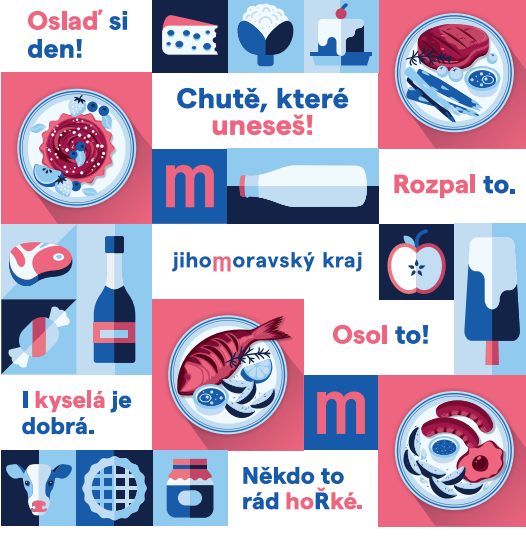 Oslaď si
den!
Chutě, které
uneseš!
m
Rozpal to.
jihomoravský kraj
Osol to!
I kyselá je
dobrá.
m
Někdo to
rád hoŘké.